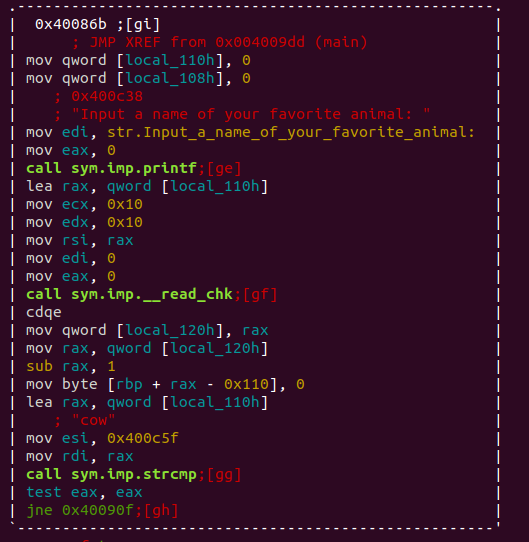 .-----------------------------------------------------.
| 0x40086b ;[gi] |
| ; JMP XREF from 0x004009dd (main) |
| mov qword [local_110h], 0 |
| mov qword [local_108h], 0 |
| ; 0x400c38 |
| ; "Input a name of your favorite animal: " |
| mov edi, str.Input_a_name_of_your_favorite_animal: |
| mov eax, 0 |
| call sym.imp.printf;[ge] |
| lea rax, qword [local_110h] |
| mov ecx, 0x10 |
| mov edx, 0x10 |
| mov rsi, rax |
| mov edi, 0 |
| mov eax, 0 |
| call sym.imp.__read_chk;[gf] |
| cdqe |
| mov qword [local_120h], rax |
| mov rax, qword [local_120h] |
| sub rax, 1 |
| mov byte [rbp + rax - 0x110], 0 |
| lea rax, qword [local_110h] |
| ; "cow" |
| mov esi, 0x400c5f |
| mov rdi, rax |
| call sym.imp.strcmp;[gg] |
| test eax, eax |
| jne 0x40090f;[gh] |
`-----------------------------------------------------'